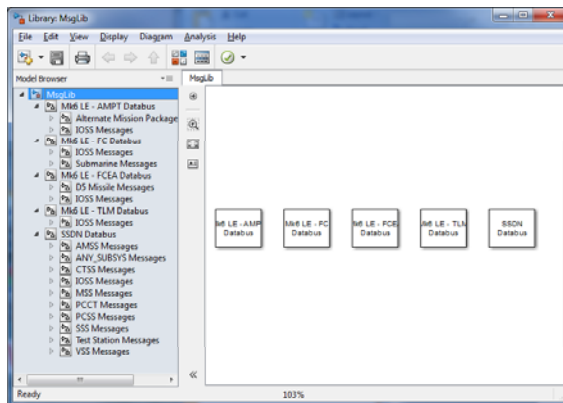 Library: MsgLib
File Edit View Display Diagram Analysis Help
Model Browser
MsgLib
MsgLib
Mk6 LE - AMPT Databus
Alternate Mission Package
IOSS Messages
Mk6 LE - FC Databus
IOSS Messages
Submarine Messages
Mk6 LE - FCEA Databus
D5 Missile Messages
IOSS Messages
Mk6 LE - TLM Databus
IOSS Messages
SSDN Databus
AMSS Messages
ANY_SUBSYS Messages
CTSS Messages
IOSS Messages
MSS Messages
PCCT Messages
PCSS Messages
SSS Messages
Test Station Messages
VSS Messages
Mk6 LE - AMP
Databus
Mk6 LE - FC
Databus
Mk6 LE - FCE
Databus
Mk6 LE - TLM
Databus
SSDN
Databus
Ready
103%